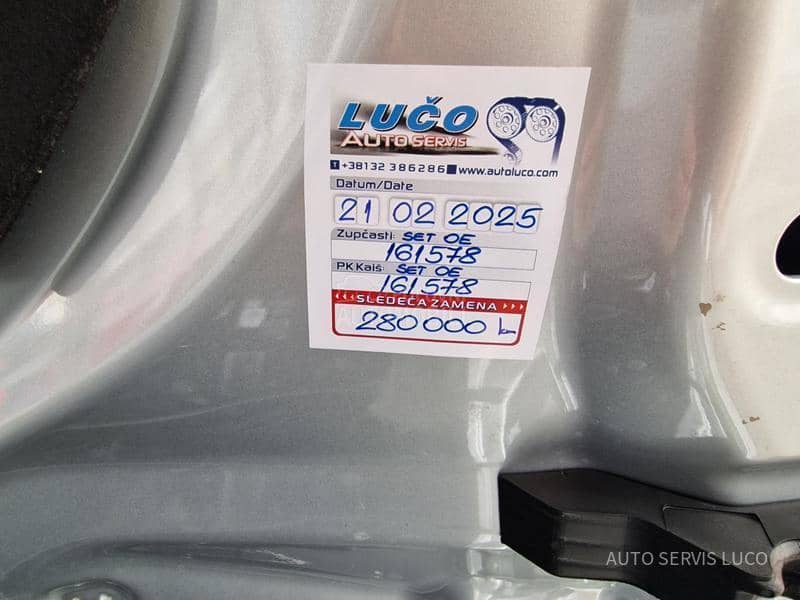 LUČO
AUTO SERVIS
+38132 386286 www.autoluco.com
Datum/Date
21 02 2025
Zupčasti: SET OE
161578
PK Kaiš: SET OE
161578
SLEDEĆA ZAMENA
280000 km
AUTO SERVIS LUCO